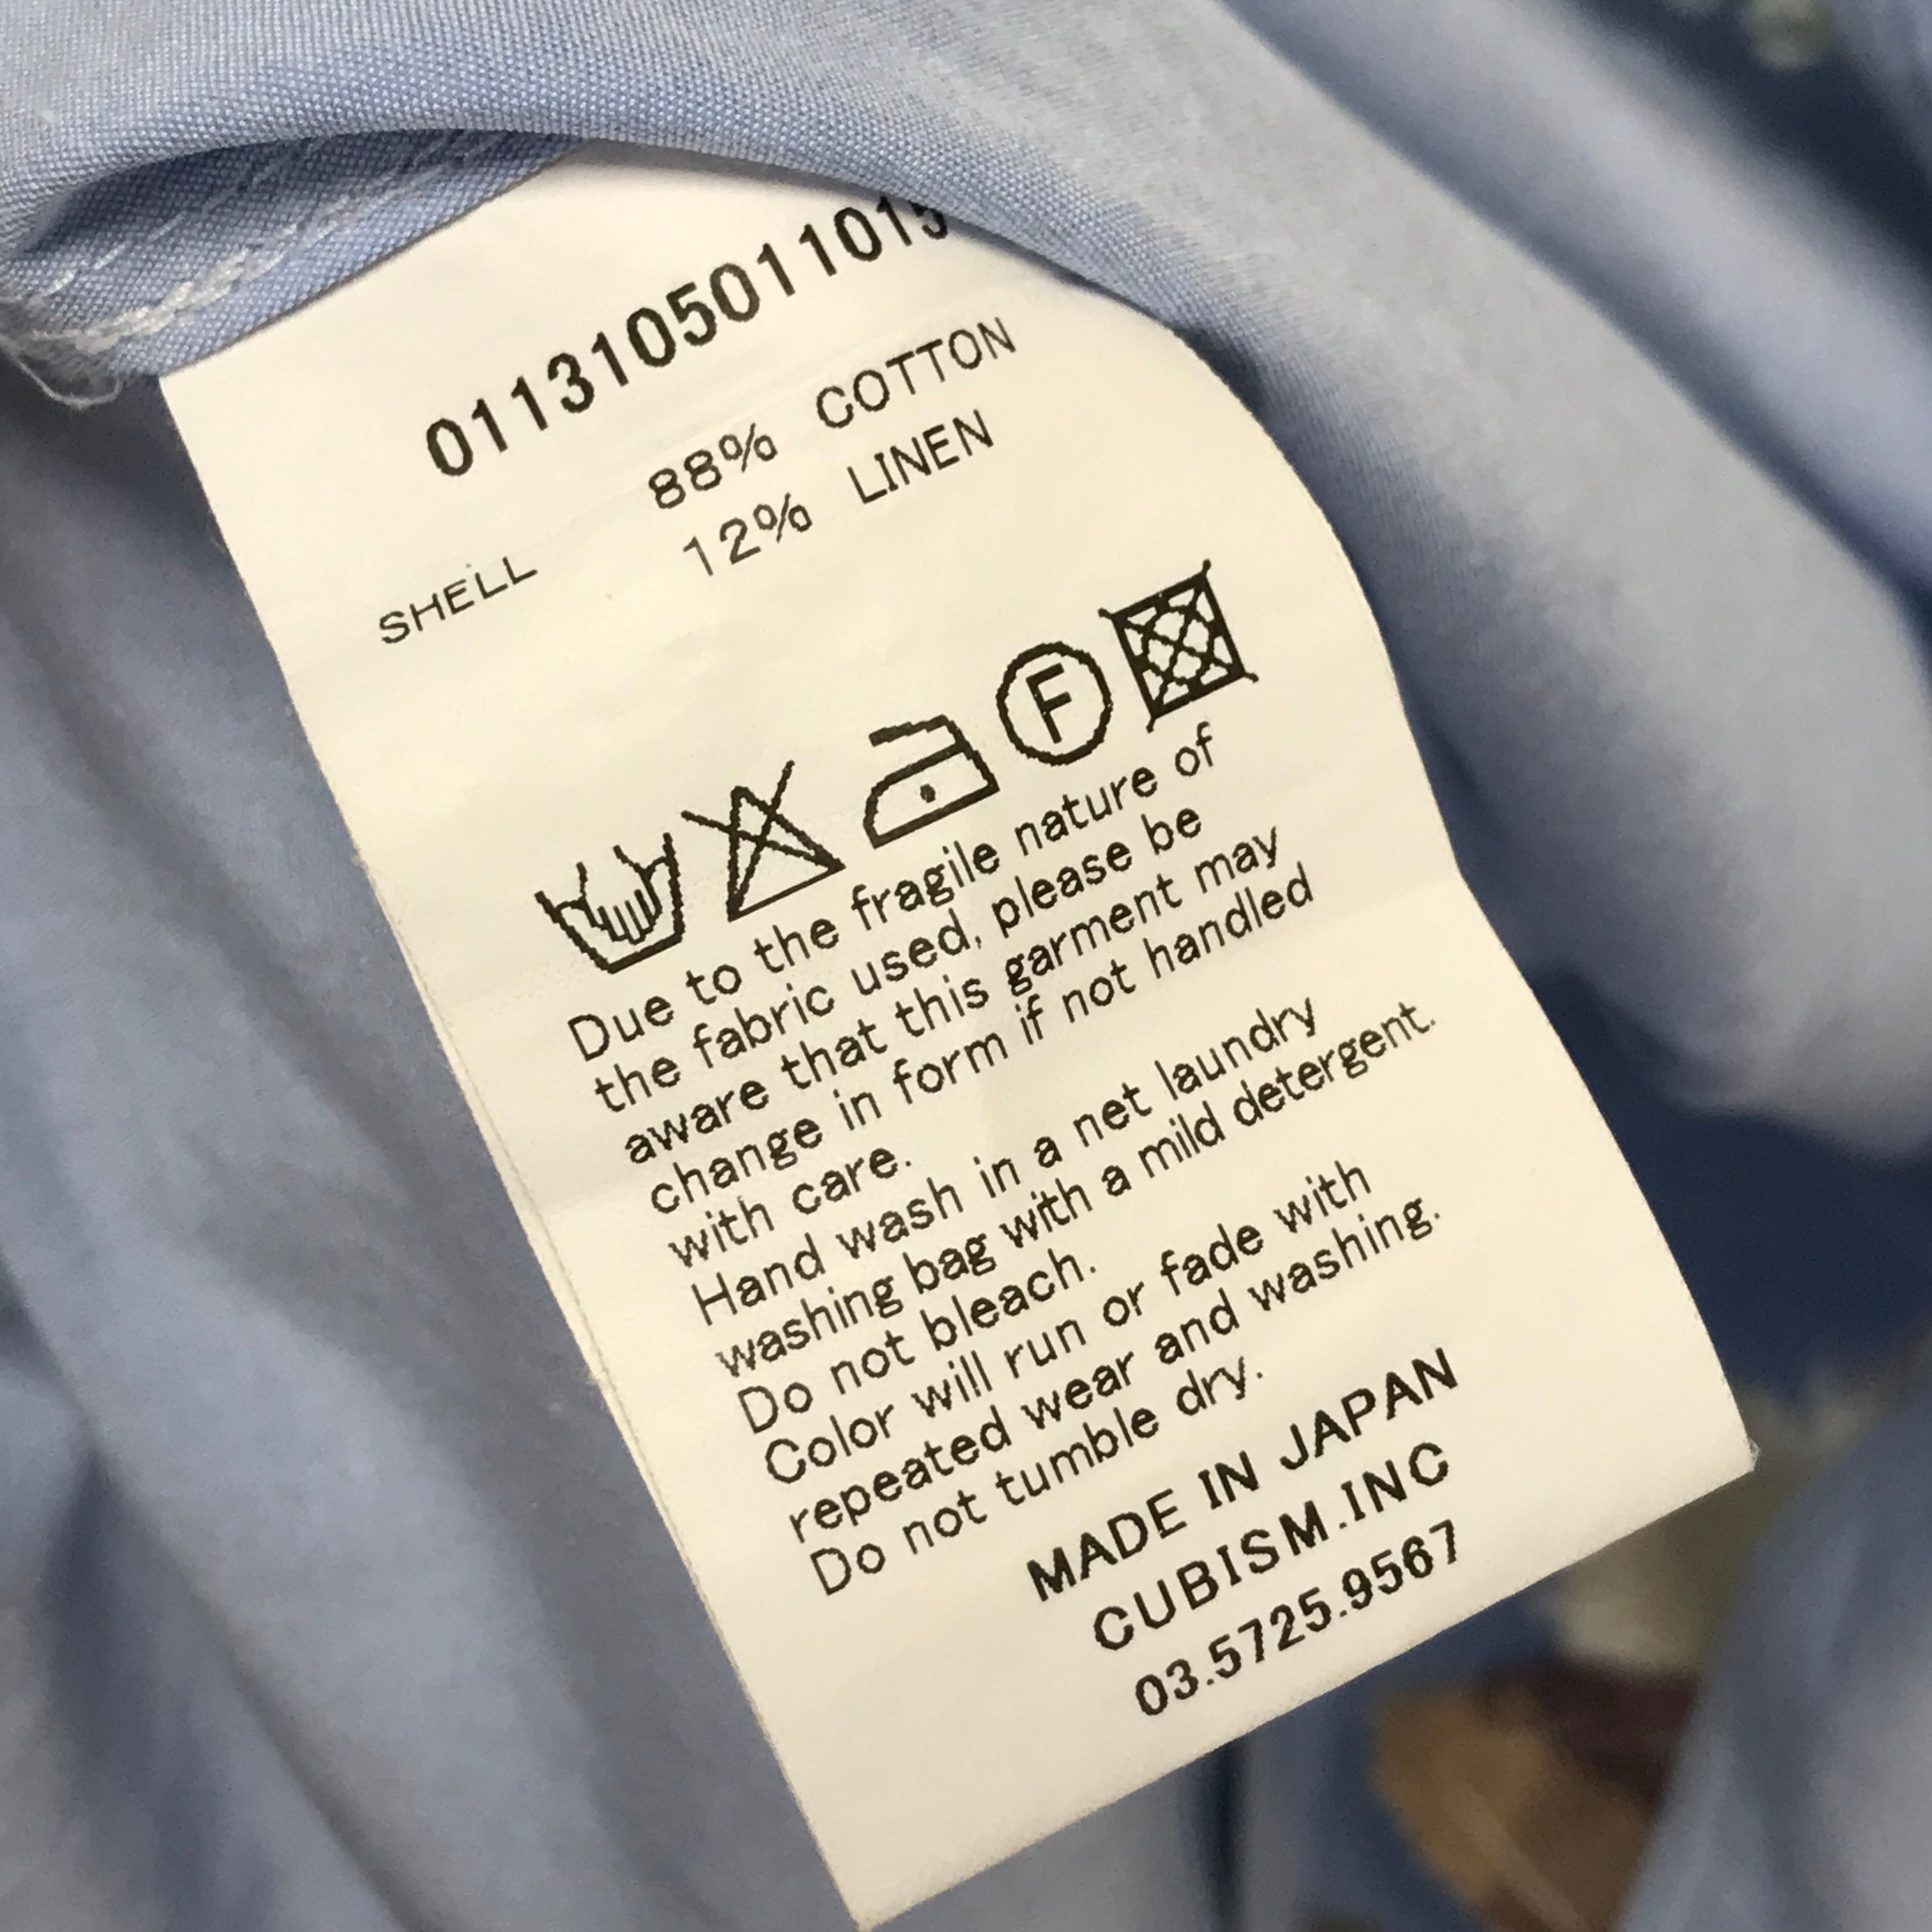 0113105011015
88% COTTON
12% LINEN
SHELL
F
Due to the fragile nature of
the fabric used, please be
aware that this garment may
change in form if not handled
with care.
Hand wash in a net laundry
washing bag with a mild detergent.
Do not bleach.
Color will run or fade with
repeated wear and washing.
Do not tumble dry.
MADE IN JAPAN
CUBISM.INC
03.5725.9567